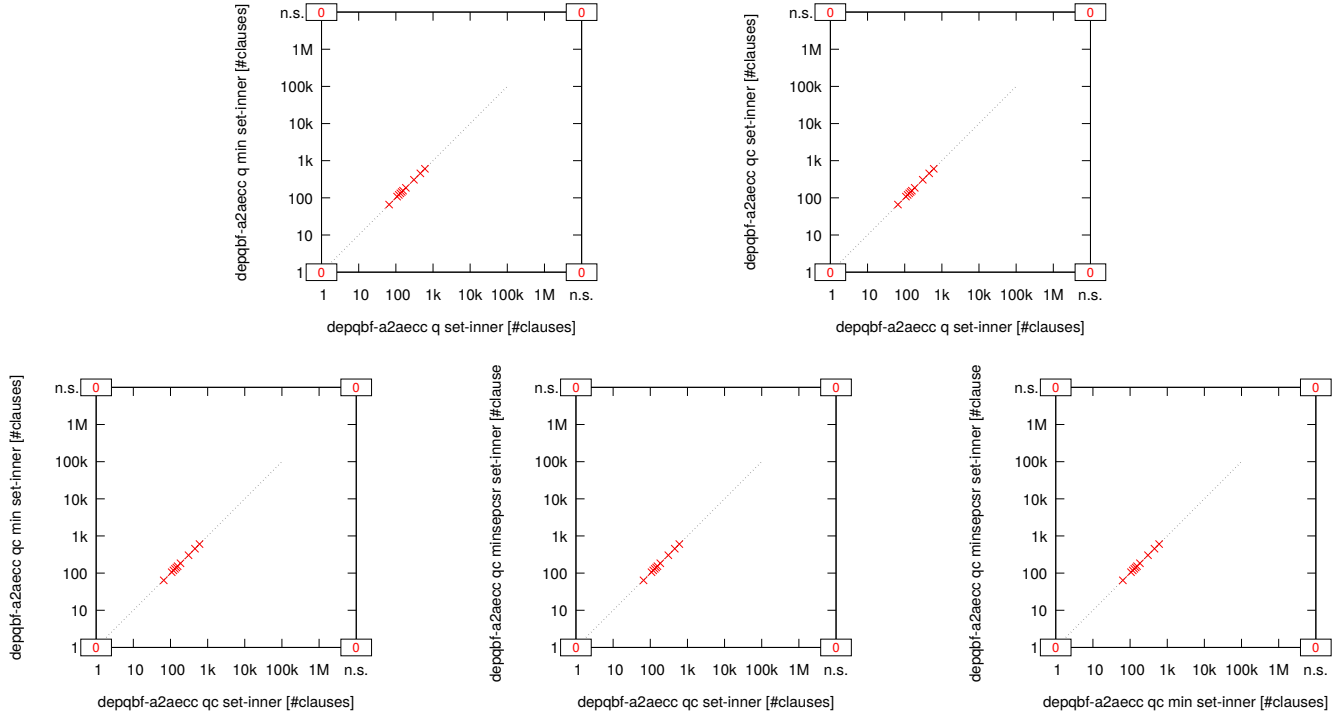 depqbf-a2aecc q min set-inner [#clauses]
n.s. 0 0
1M
100k
10k
1k
100
10
1 0 0
1 10 100 1k 10k 100k 1M n.s.
depqbf-a2aecc q set-inner [#clauses]
depqbf-a2aecc qc set-inner [#clauses]
n.s. 0 0
1M
100k
10k
1k
100
10
1 0 0
1 10 100 1k 10k 100k 1M n.s.
depqbf-a2aecc q set-inner [#clauses]
depqbf-a2aecc qc min set-inner [#clauses]
n.s. 0 0
1M
100k
10k
1k
100
10
1 0 0
1 10 100 1k 10k 100k 1M n.s.
depqbf-a2aecc qc set-inner [#clauses]
depqbf-a2aecc qc minsepcsr set-inner [#clause
n.s. 0 0
1M
100k
10k
1k
100
10
1 0 0
1 10 100 1k 10k 100k 1M n.s.
depqbf-a2aecc qc set-inner [#clauses]
depqbf-a2aecc qc minsepcsr set-inner [#clause
n.s. 0 0
1M
100k
10k
1k
100
10
1 0 0
1 10 100 1k 10k 100k 1M n.s.
depqbf-a2aecc qc min set-inner [#clauses]